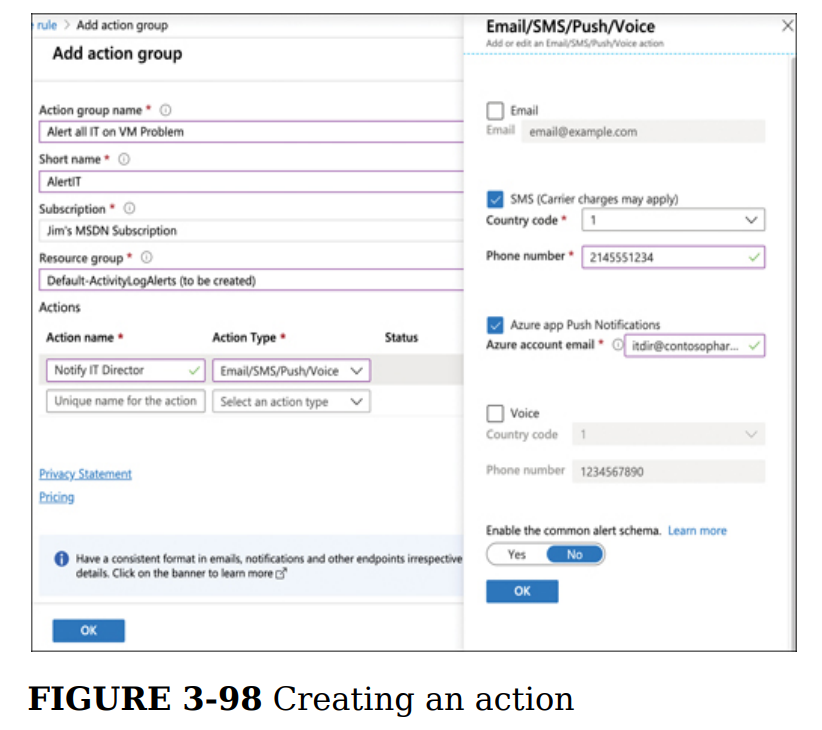 rule > Add action group
Add action group
Action group name *
Alert all IT on VM Problem
Short name *
AlertIT
Subscription *
Jim's MSDN Subscription
Resource group *
Default-ActivityLogAlerts (to be created)
Actions
Action name * Action Type * Status
Notify IT Director Email/SMS/Push/Voice
Unique name for the action Select an action type
Privacy Statement
Pricing
Have a consistent format in emails, notifications and other endpoints irrespective
details. Click on the banner to learn more
OK
Email/SMS/Push/Voice
Add or edit an Email/SMS/Push/Voice action
Email
Email email@example.com
SMS (Carrier charges may apply)
Country code * 1
Phone number * 2145551234
Azure app Push Notifications
Azure account email * itdir@contosophar...
Voice
Country code 1
Phone number 1234567890
Enable the common alert schema. Learn more
Yes No
OK
FIGURE 3-98 Creating an action